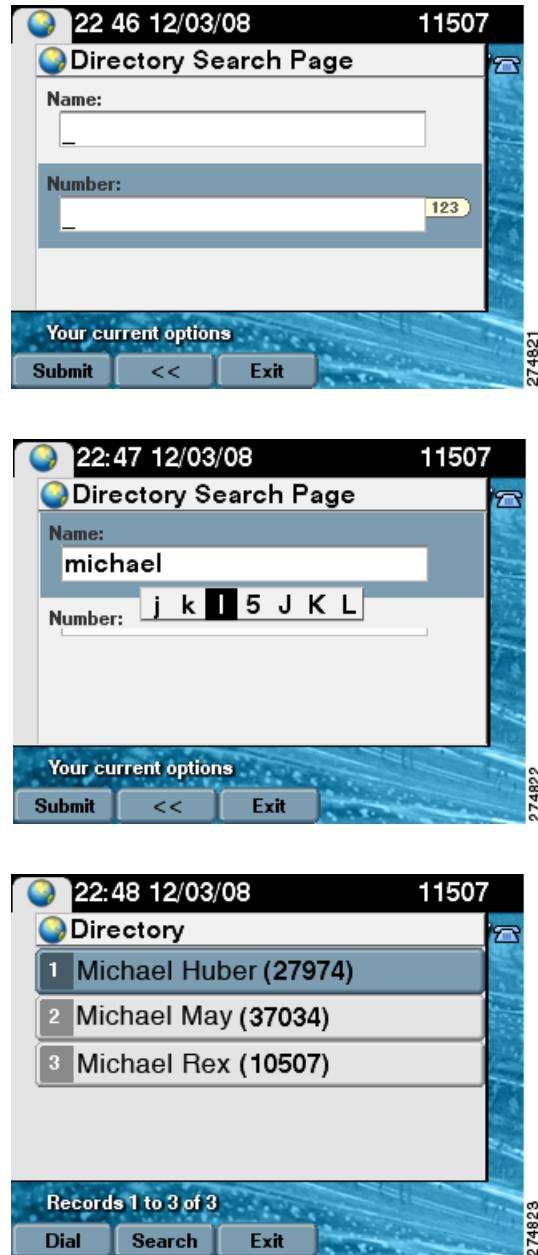 22 46 12/03/08 11507
Directory Search Page
Name:
_
Number:
_
123
Your current options
Submit << Exit
274821
22:47 12/03/08 11507
Directory Search Page
Name:
michael
j k l 5 J K L
Number:
Your current options
Submit << Exit
274822
22:48 12/03/08 11507
Directory
1 Michael Huber (27974)
2 Michael May (37034)
3 Michael Rex (10507)
Records 1 to 3 of 3
Dial Search Exit
274823